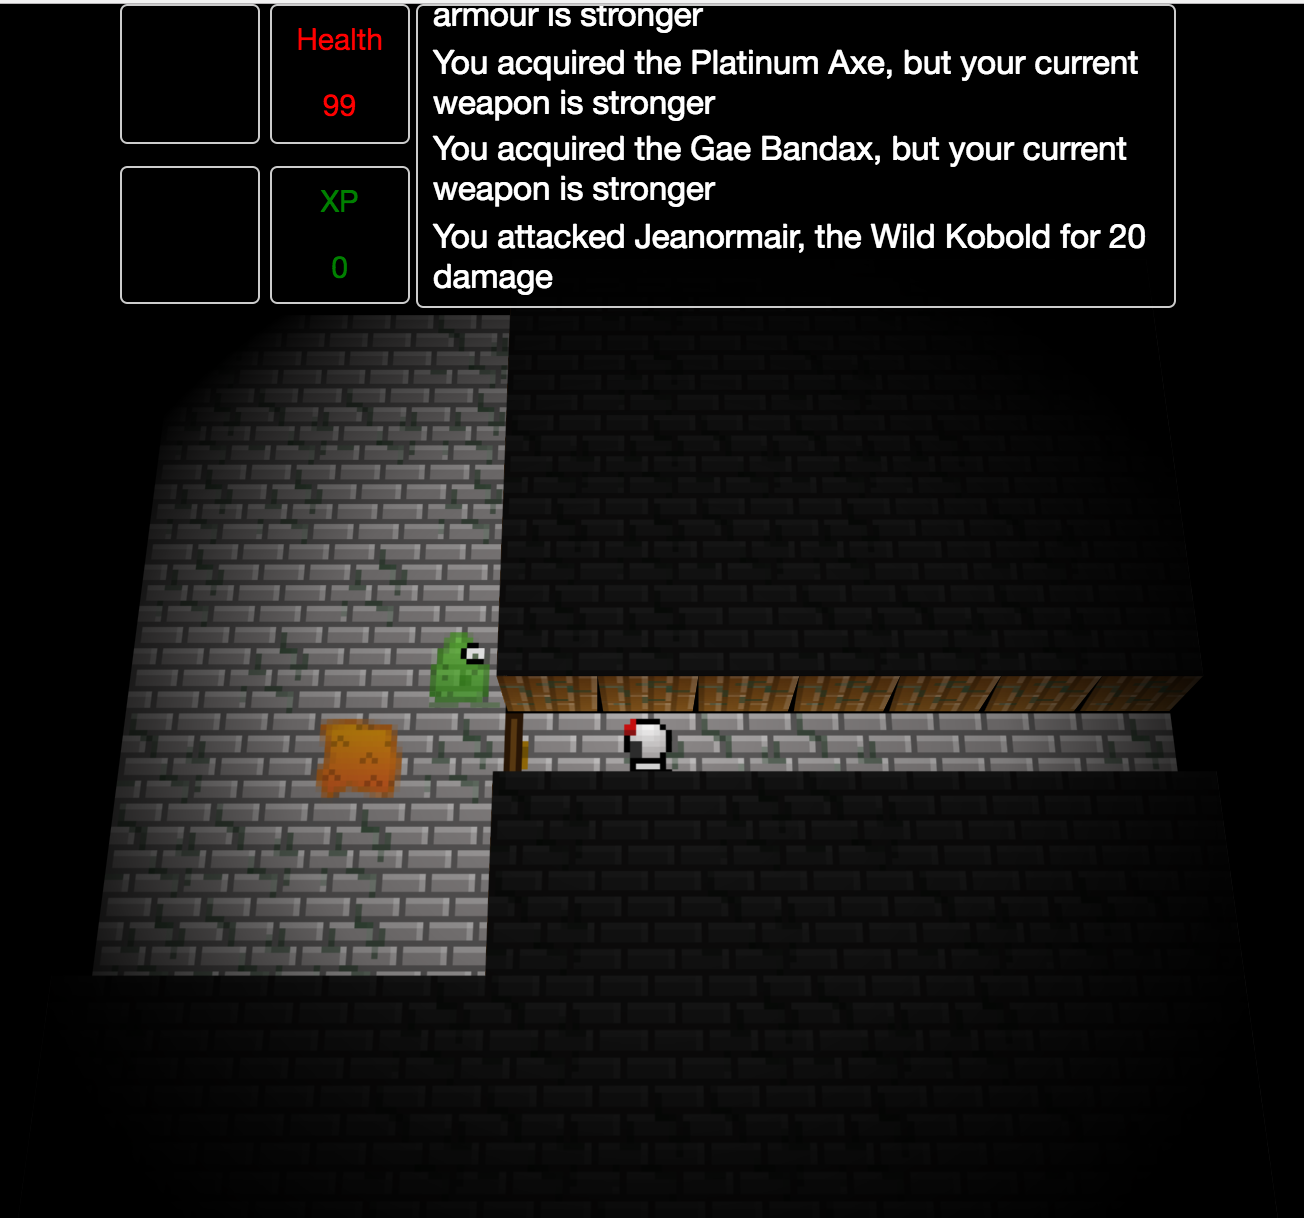 Health
99
XP
0
armour is stronger
You acquired the Platinum Axe, but your current
weapon is stronger
You acquired the Gae Bandax, but your current
weapon is stronger
You attacked Jeanormair, the Wild Kobold for 20
damage